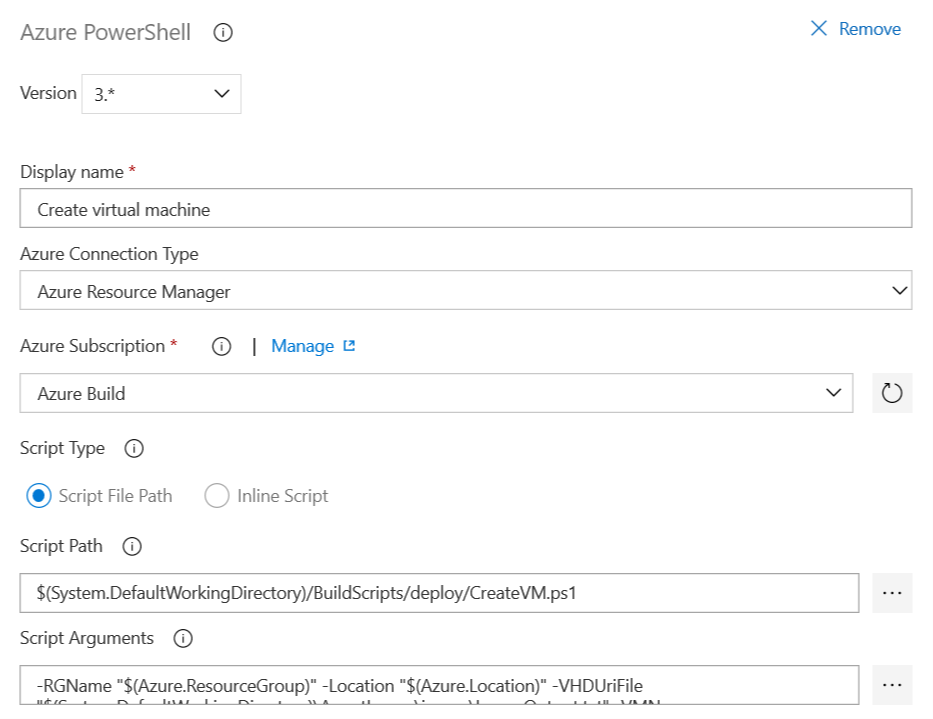 Azure PowerShell
Remove
Version 3.*
Display name *
Create virtual machine
Azure Connection Type
Azure Resource Manager
Azure Subscription * | Manage
Azure Build
Script Type
Script File Path Inline Script
Script Path
$(System.DefaultWorkingDirectory)/BuildScripts/deploy/CreateVM.ps1
Script Arguments
-RGName "$(Azure.ResourceGroup)" -Location "$(Azure.Location)" -VHDUriFile